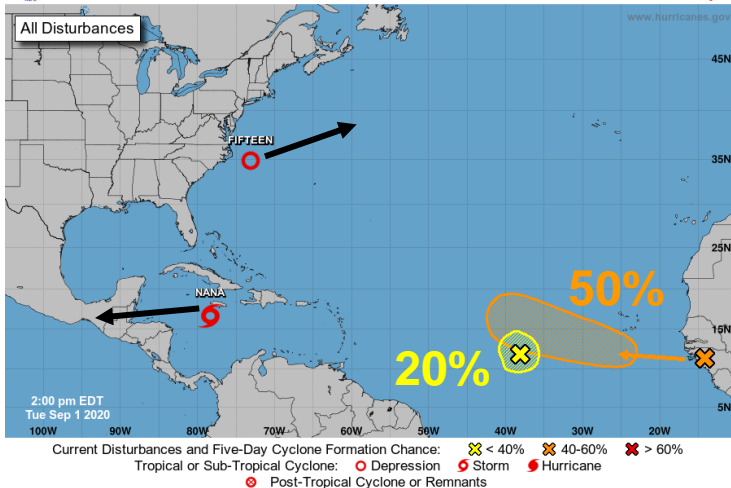 All Disturbances
www.hurricanes.gov
45N
FIFTEEN
35N
25N
50%
NANA
15N
20%
2:00 pm EDT
Tue Sep 1 2020
5N
100W 90W 80W 70W 60W 50W 40W 30W 20W
Current Disturbances and Five-Day Cyclone Formation Chance: < 40% 40-60% > 60%
Tropical or Sub-Tropical Cyclone: Depression Storm Hurricane
Post-Tropical Cyclone or Remnants